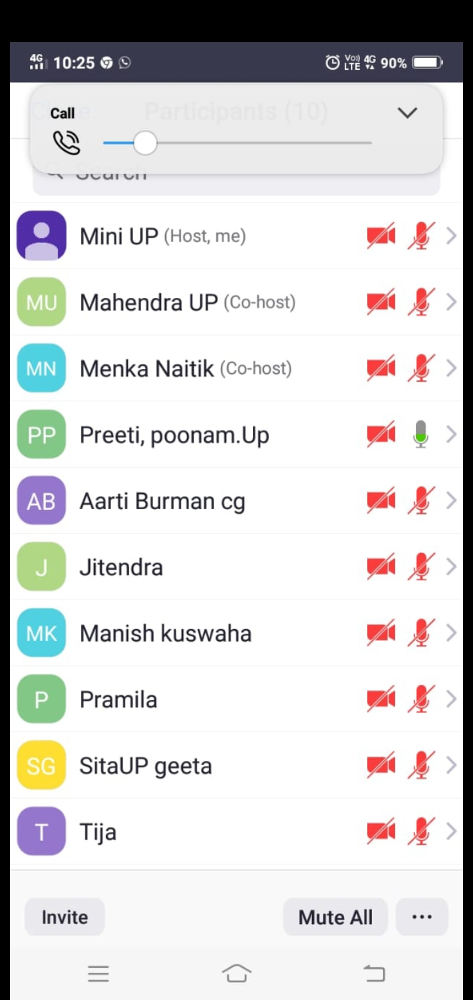 4G 10:25 Vo)) LTE 4G 90%
Close Participants (10)
Call
Search
Mini UP (Host, me)
MU Mahendra UP (Co-host)
MN Menka Naitik (Co-host)
PP Preeti, poonam.Up
AB Aarti Burman cg
J Jitendra
MK Manish kuswaha
P Pramila
SG SitaUP geeta
T Tija
Invite Mute All ...